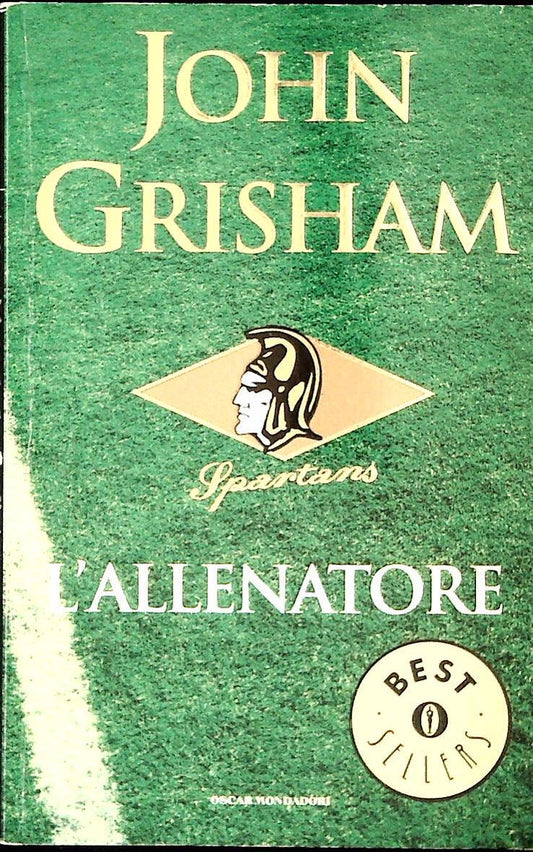 JOHN
GRISHAM
Spartans
L'ALLENATORE
BEST
SELLERS
OSCAR MONDADORI